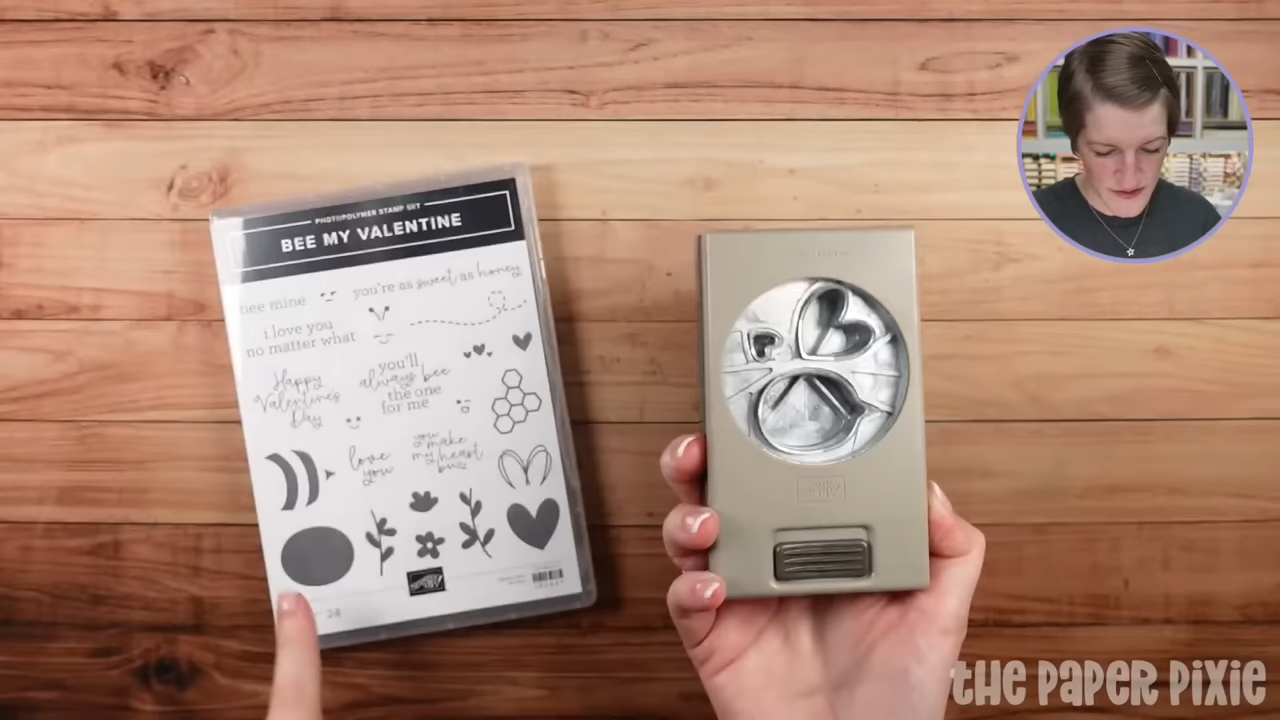 PHOTOPOLYMER STAMP SET
BEE MY VALENTINE
bee mine
you're as sweet as honey
i love you
no matter what
you'll
always bee
the one
for me
Happy
Valentine's
Day
love
you
you
make
my heart
buzz
28
THE PAPER PIXIE